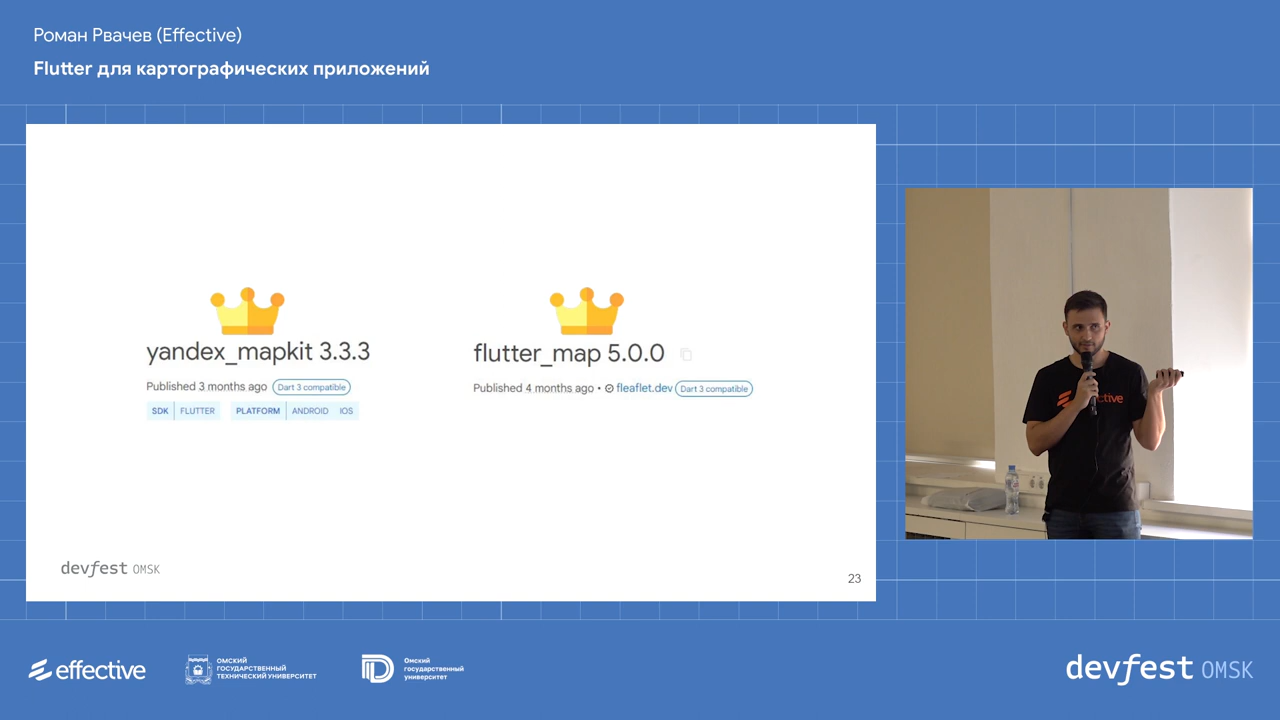 Роман Рвачев (Effective)
Flutter для картографических приложений
yandex_mapkit 3.3.3
Published 3 months ago Dart 3 compatible
SDK FLUTTER PLATFORM ANDROID IOS
flutter_map 5.0.0
Published 4 months ago • fleaflet.dev Dart 3 compatible
devfest OMSK
23
effective
ОМСКИЙ
ГОСУДАРСТВЕННЫЙ
ТЕХНИЧЕСКИЙ УНИВЕРСИТЕТ
Омский
государственный
университет
devfest OMSK